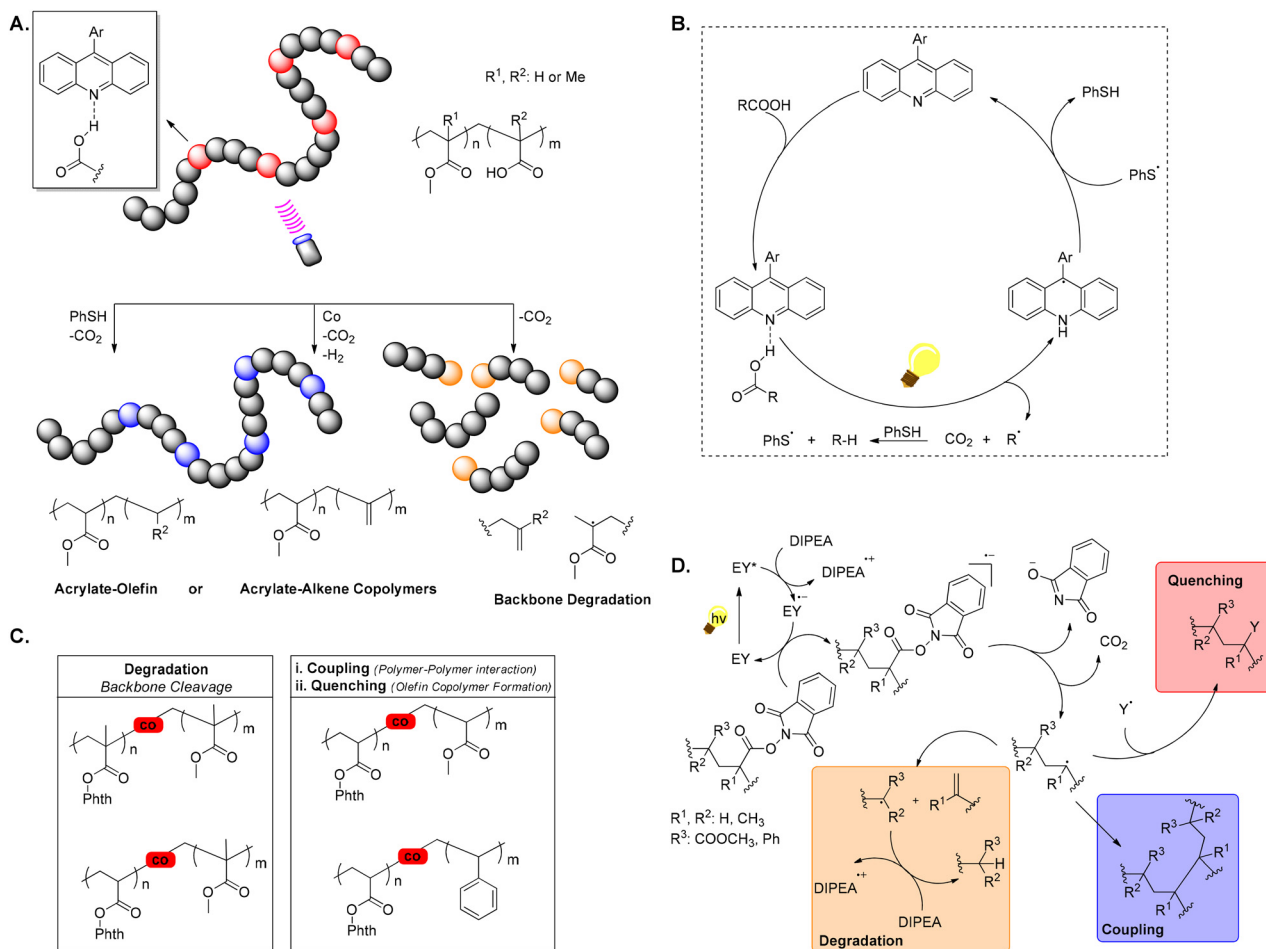 A.
Ar
N
H
O
O
R¹, R²: H or Me
R¹
R²
n
m
O
O
HO
O
PhSH
-CO₂
Co
-CO₂
-H₂
-CO₂
n
m
O
R²
O
n
m
O
O
R²
O
O
Acrylate-Olefin or Acrylate-Alkene Copolymers
Backbone Degradation
B.
Ar
N
RCOOH
PhSH
PhS•
Ar
N
H
O
O
R
Ar
N
H
PhS• + R-H
PhSH
CO₂ + R•
C.
Degradation
Backbone Cleavage
co
n
m
O
O
O
O
Phth
co
n
m
O
O
O
O
Phth
i. Coupling (Polymer-Polymer interaction)
ii. Quenching (Olefin Copolymer Formation)
co
n
m
O
O
O
O
Phth
co
n
m
O
O
Phth
D.
DIPEA
EY*
DIPEA•+
EY•−
hv
EY
•−
R³
R²
R¹
O
O
N
O
O
R³
R²
R¹
O
O
N
O
O
R¹, R²: H, CH₃
R³: COOCH₃, Ph
−
O
N
O
CO₂
Quenching
R³
Y
R²
R¹
Y•
R³
R²
R¹
R³
R²
+
R¹
DIPEA•+
R³
H
R²
DIPEA
Degradation
R³
R²
R³
R¹
R²
R¹
Coupling